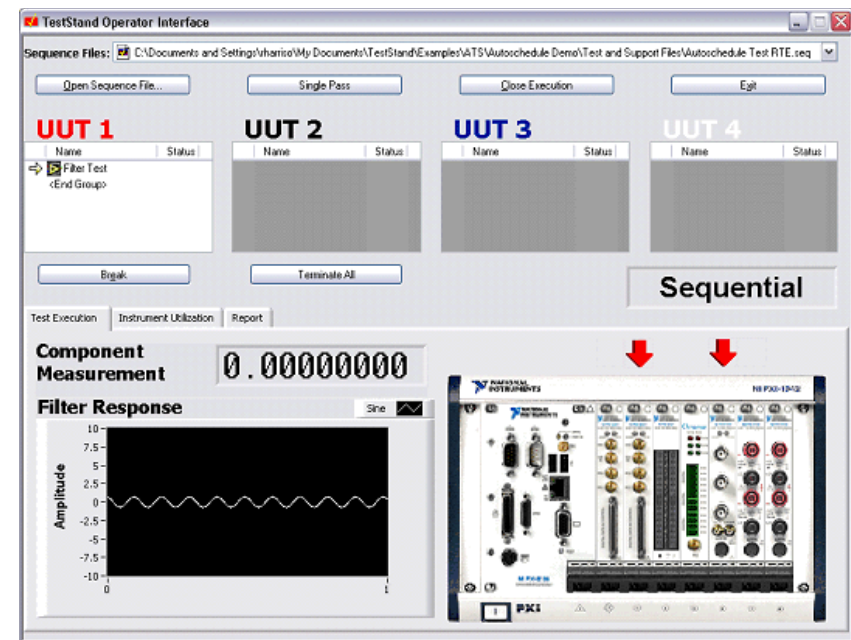 TestStand Operator Interface
Sequence Files: C:\Documents and Settings\rharriso\My Documents\TestStand\Examples\ATS\Autoschedule Demo\Test and Support Files\Autoschedule Test RTE.seq
Open Sequence File... Single Pass Close Execution Exit
UUT 1 UUT 2 UUT 3 UUT 4
Name Status Name Status Name Status Name Status
Filter Test
<End Group>
Break Terminate All
Sequential
Test Execution Instrument Utilization Report
Component
Measurement
0.00000000
Filter Response Sine
10
7.5
5
2.5
0
-2.5
-5
-7.5
-10
Amplitude
0 1
NATIONAL
INSTRUMENTS
NI PXI-1042
PXI